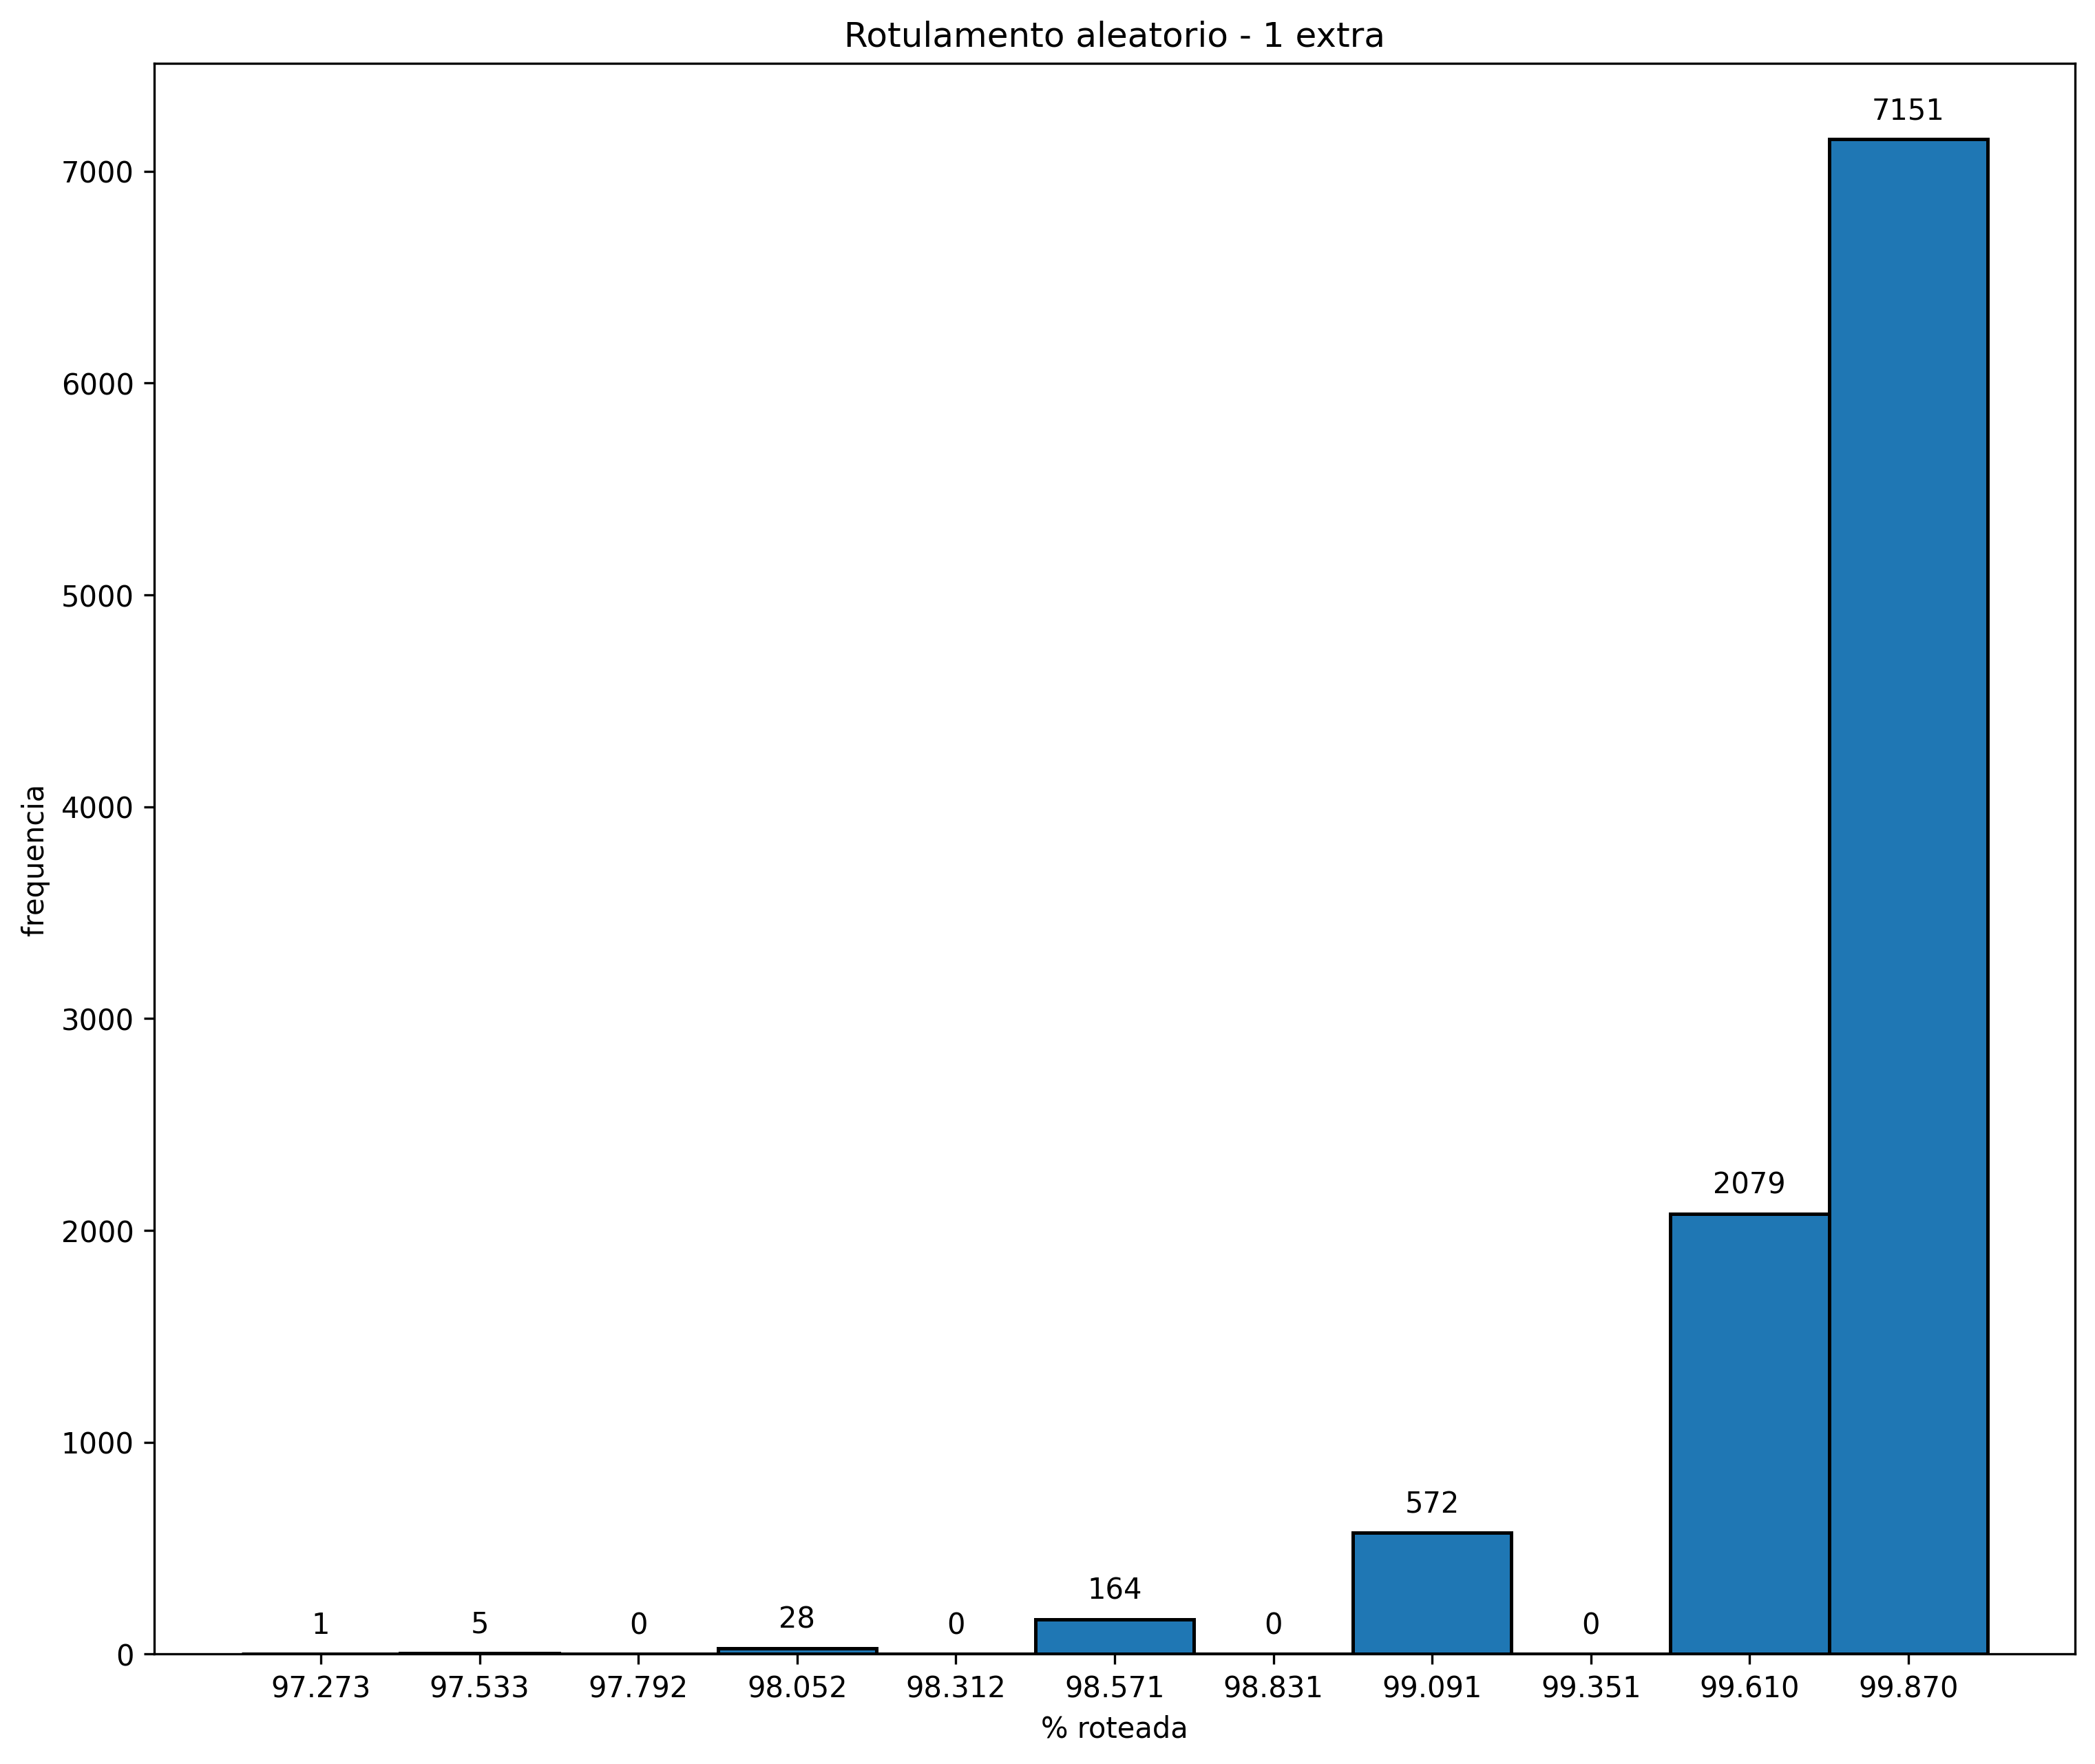 Rotulamento aleatorio - 1 extra
7151
7000
6000
5000
4000
3000
2079
2000
1000
572
164
1 5 0 28 0 0 0
0
97.273 97.533 97.792 98.052 98.312 98.571 98.831 99.091 99.351 99.610 99.870
% roteada
frequencia